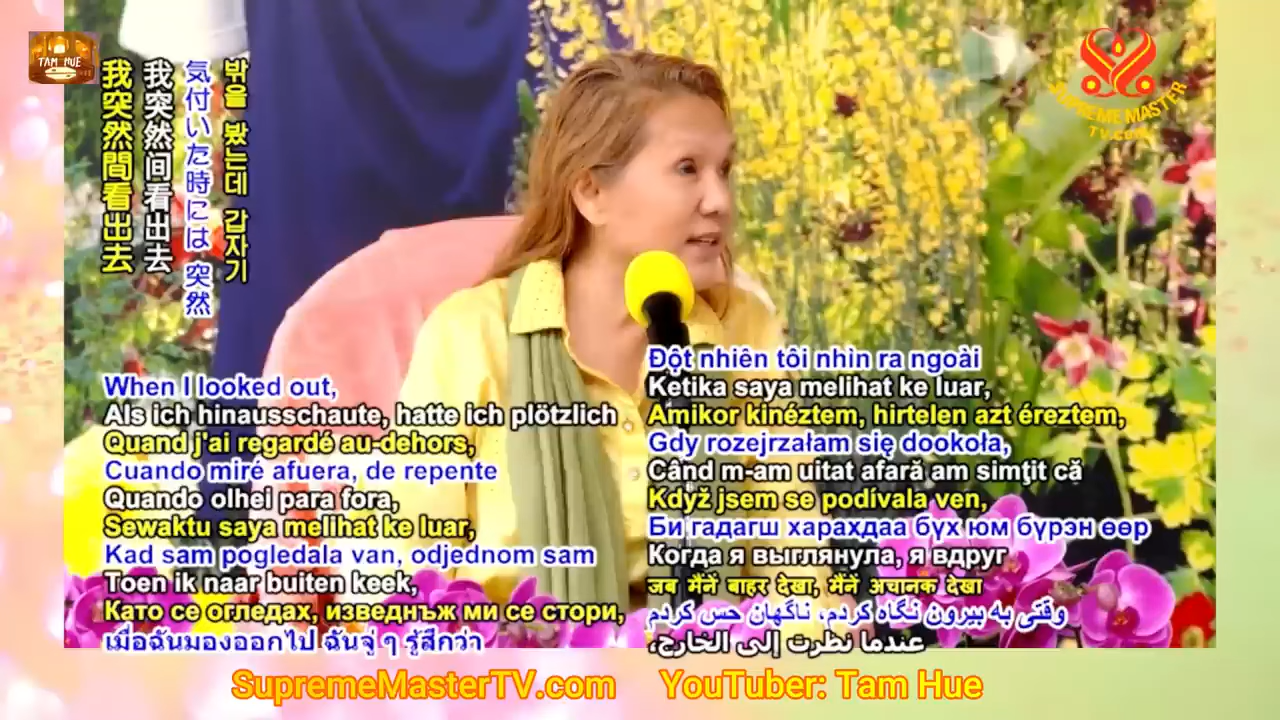 TAM HUE
SUPREME MASTER
TV.COM
我突然間看出去
我突然间看出去
気付いた時には 突然
밖을 봤는데 갑자기
When I looked out,
Als ich hinausschaute, hatte ich plötzlich
Quand j'ai regardé au-dehors,
Cuando miré afuera, de repente
Quando olhei para fora,
Sewaktu saya melihat ke luar,
Kad sam pogledala van, odjednom sam
Toen ik naar buiten keek,
Като се огледах, изведнъж ми се стори,
เมื่อฉันมองออกไป ฉันจู่ ๆ รู้สึกว่า
Đột nhiên tôi nhìn ra ngoài
Ketika saya melihat ke luar,
Amikor kinéztem, hirtelen azt éreztem,
Gdy rozejrzałam się dookoła,
Când m-am uitat afară am simţit că
Když jsem se podívala ven,
Би гадагш харахдаа бүх юм бүрэн өөр
Когда я выглянула, я вдруг
जब मैंनें बाहर देखा, मैंनें अचानक देखा
وقتی به بیرون نگاه کردم، ناگهان حس کردم
عندما نظرت إلى الخارج،
SupremeMasterTV.com YouTuber: Tam Hue